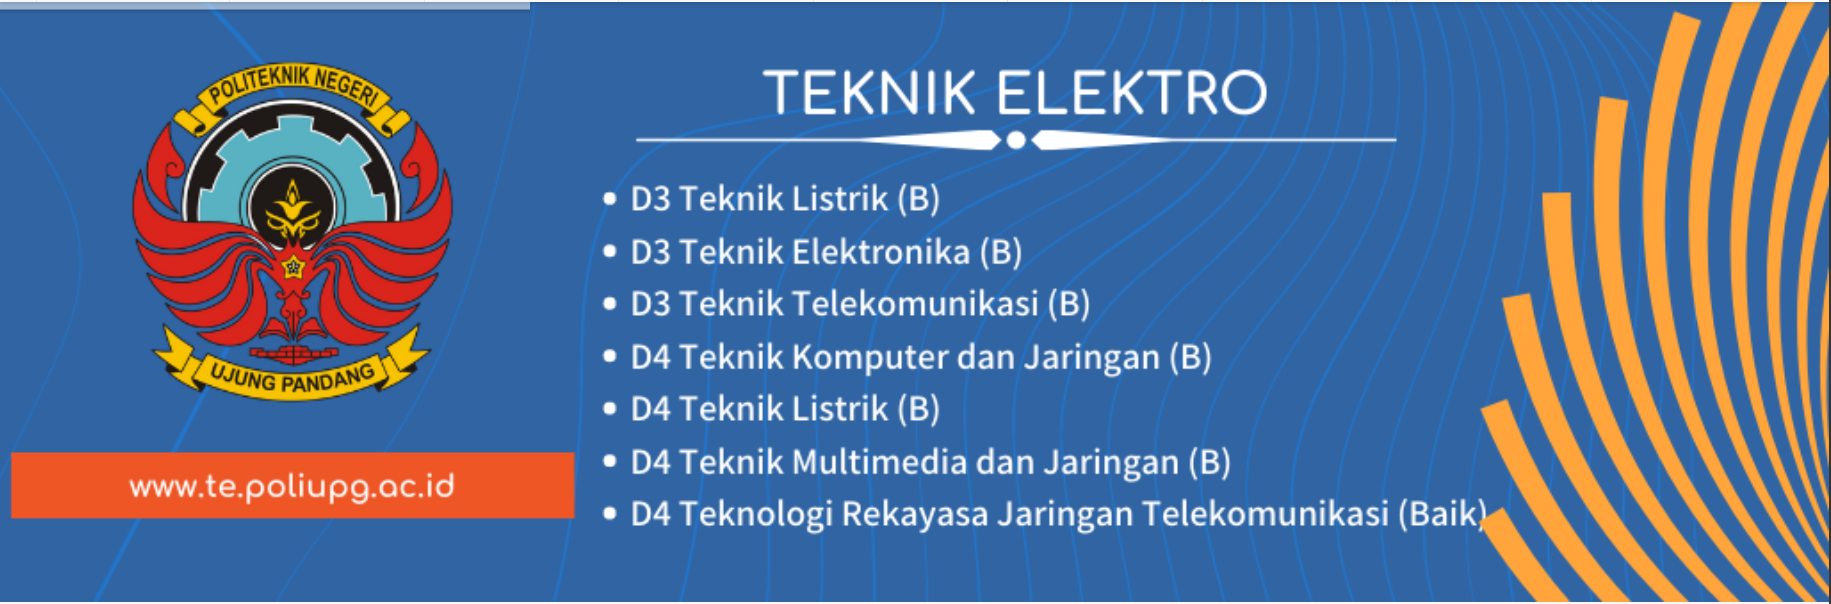 POLITEKNIK NEGERI
UJUNG PANDANG
www.te.poliupg.ac.id
TEKNIK ELEKTRO
• D3 Teknik Listrik (B)
• D3 Teknik Elektronika (B)
• D3 Teknik Telekomunikasi (B)
• D4 Teknik Komputer dan Jaringan (B)
• D4 Teknik Listrik (B)
• D4 Teknik Multimedia dan Jaringan (B)
• D4 Teknologi Rekayasa Jaringan Telekomunikasi (Baik)